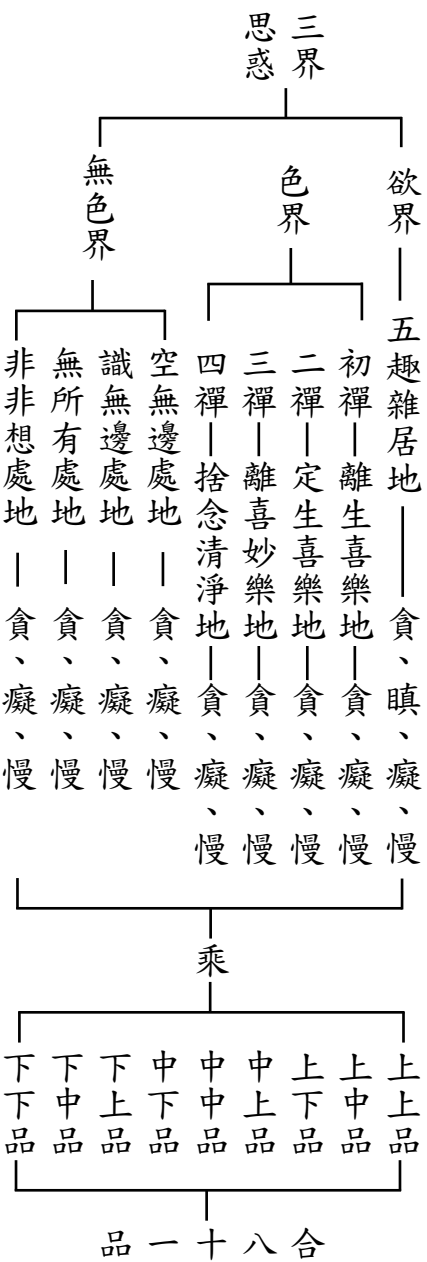 三界
思惑
欲界
色界
無色界
五趣雜居地
初禪
二禪
三禪
四禪
空無邊處地
識無邊處地
無所有處地
非非想處地
離生喜樂地
定生喜樂地
離喜妙樂地
捨念清淨地
貪、瞋、癡、慢
貪、癡、慢
貪、癡、慢
貪、癡、慢
貪、癡、慢
貪、癡、慢
貪、癡、慢
貪、癡、慢
貪、癡、慢
乘
上上品
上中品
上下品
中上品
中中品
中下品
下上品
下中品
下下品
合八十一品